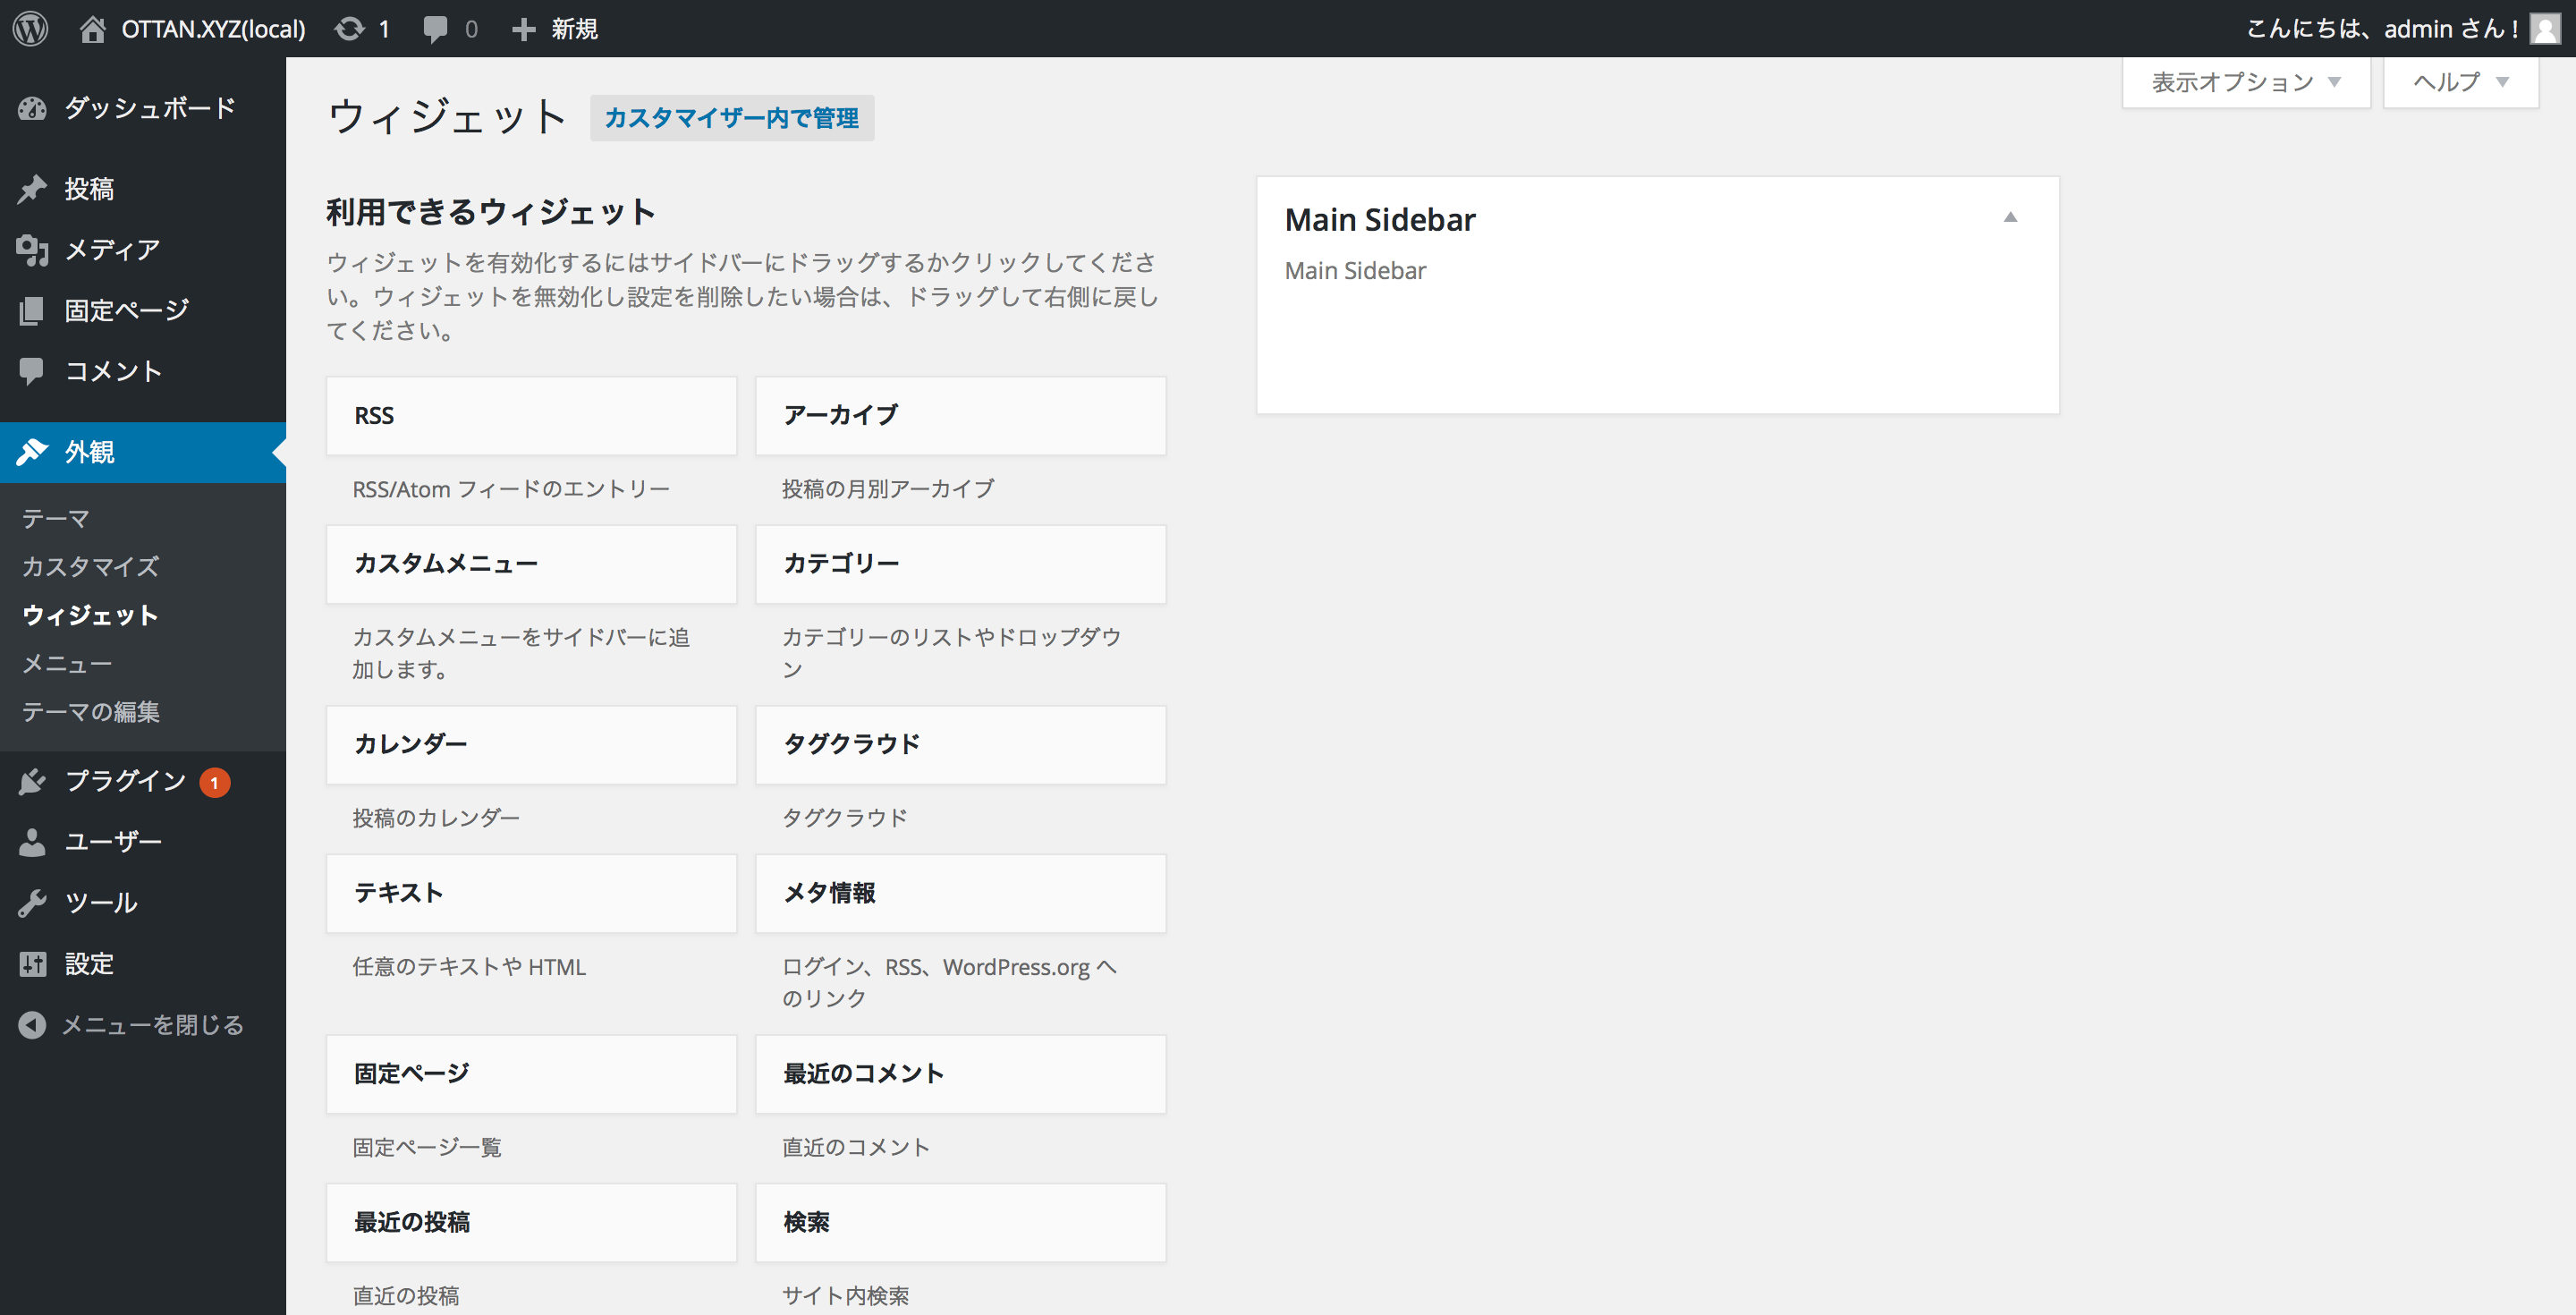 OTTAN.XYZ(local) 1 0 新規
こんにちは、admin さん !
ダッシュボード
投稿
メディア
固定ページ
コメント
外観
テーマ
カスタマイズ
ウィジェット
メニュー
テーマの編集
プラグイン 1
ユーザー
ツール
設定
メニューを閉じる
表示オプション
ヘルプ
ウィジェット カスタマイザー内で管理
利用できるウィジェット
ウィジェットを有効化するにはサイドバーにドラッグするかクリックしてくださ
い。ウィジェットを無効化し設定を削除したい場合は、ドラッグして右側に戻し
てください。
RSS
RSS/Atom フィードのエントリー
アーカイブ
投稿の月別アーカイブ
カスタムメニュー
カスタムメニューをサイドバーに追
加します。
カテゴリー
カテゴリーのリストやドロップダウ
ン
カレンダー
投稿のカレンダー
タグクラウド
タグクラウド
テキスト
任意のテキストや HTML
メタ情報
ログイン、RSS、WordPress.org へ
のリンク
固定ページ
固定ページ一覧
最近のコメント
直近のコメント
最近の投稿
直近の投稿
検索
サイト内検索
Main Sidebar
Main Sidebar